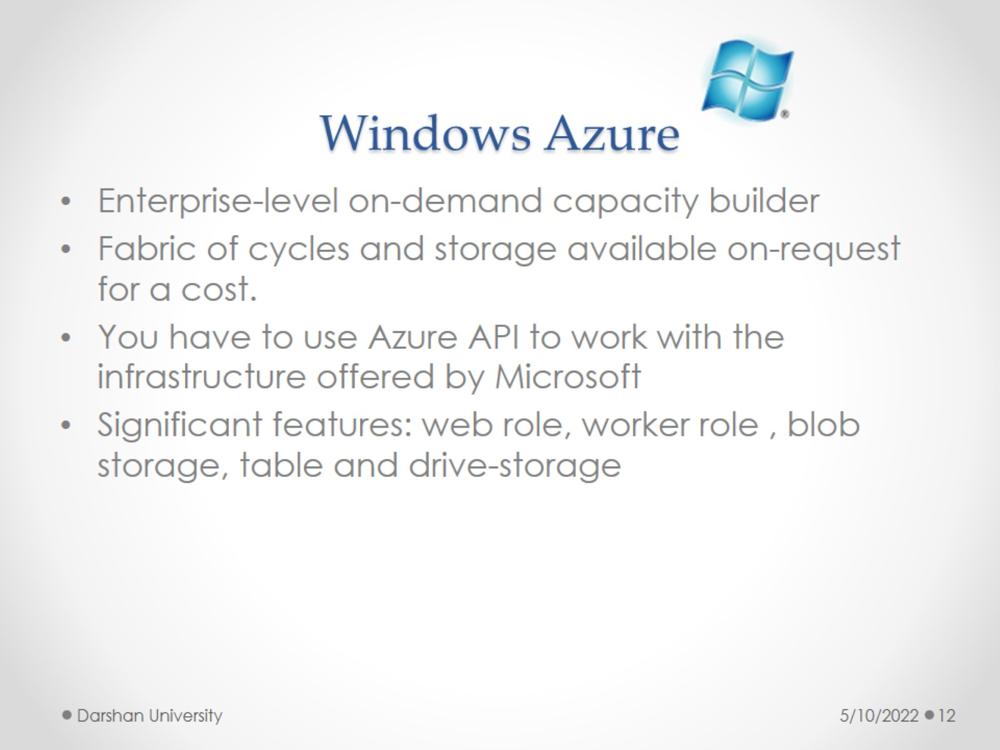 Windows Azure
• Enterprise-level on-demand capacity builder
• Fabric of cycles and storage available on-request
for a cost.
• You have to use Azure API to work with the
infrastructure offered by Microsoft
• Significant features: web role, worker role , blob
storage, table and drive-storage
● Darshan University
5/10/2022 ● 12